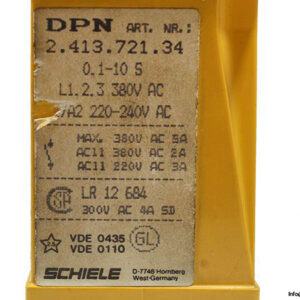 DPN ART. NR.:
2.413.721.34
0.1-10 S
L1.2.3 380V AC
/A2 220-240V AC
MAX. 380V AC 5A
AC11 380V AC 2A
AC11 220V AC 3A
LR 12 684
300V AC 4A SD
VDE 0435
VDE 0110
GL
SCHIELE
D-7746 Hornberg
West-Germany